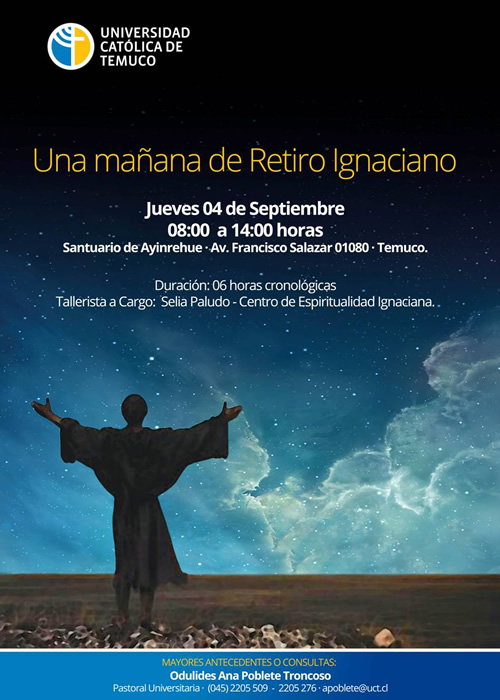 UNIVERSIDAD
CATÓLICA DE
TEMUCO
Una mañana de Retiro Ignaciano
Jueves 04 de Septiembre
08:00 a 14:00 horas
Santuario de Ayinrehue · Av. Francisco Salazar 01080 · Temuco.
Duración: 06 horas cronológicas
Tallerista a Cargo: Selia Paludo - Centro de Espiritualidad Ignaciana.
MAYORES ANTECEDENTES O CONSULTAS:
Odulides Ana Poblete Troncoso
Pastoral Universitaria · (045) 2205 509 - 2205 276 · apoblete@uct.cl